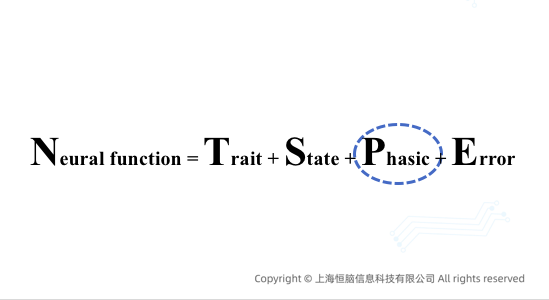 Neural function = Trait + State + Phasic + Error
Copyright © 上海恒脑信息科技有限公司 All rights reserved